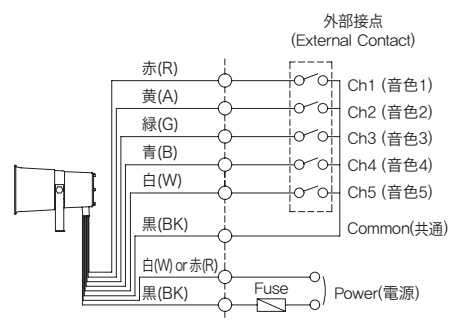 外部接点
(External Contact)
赤(R)
Ch1 (音色1)
黄(A)
Ch2 (音色2)
緑(G)
Ch3 (音色3)
青(B)
Ch4 (音色4)
白(W)
Ch5 (音色5)
黒(BK)
Common(共通)
白(W) or 赤(R)
Fuse
Power(電源)
黒(BK)